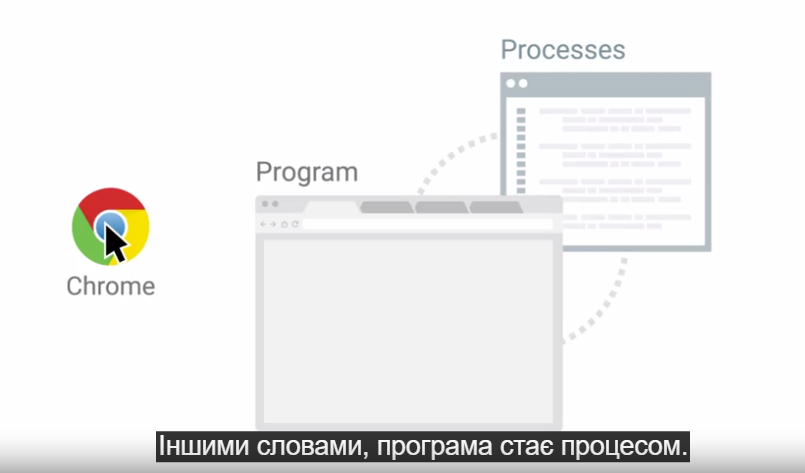 Processes
Program
Chrome
Іншими словами, програма стає процесом.